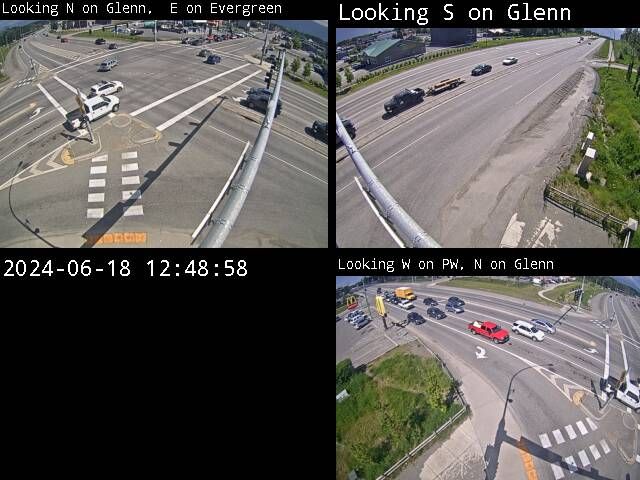 Looking N on Glenn, E on Evergreen
Looking S on Glenn
2024-06-18 12:48:58
Looking W on PW, N on Glenn